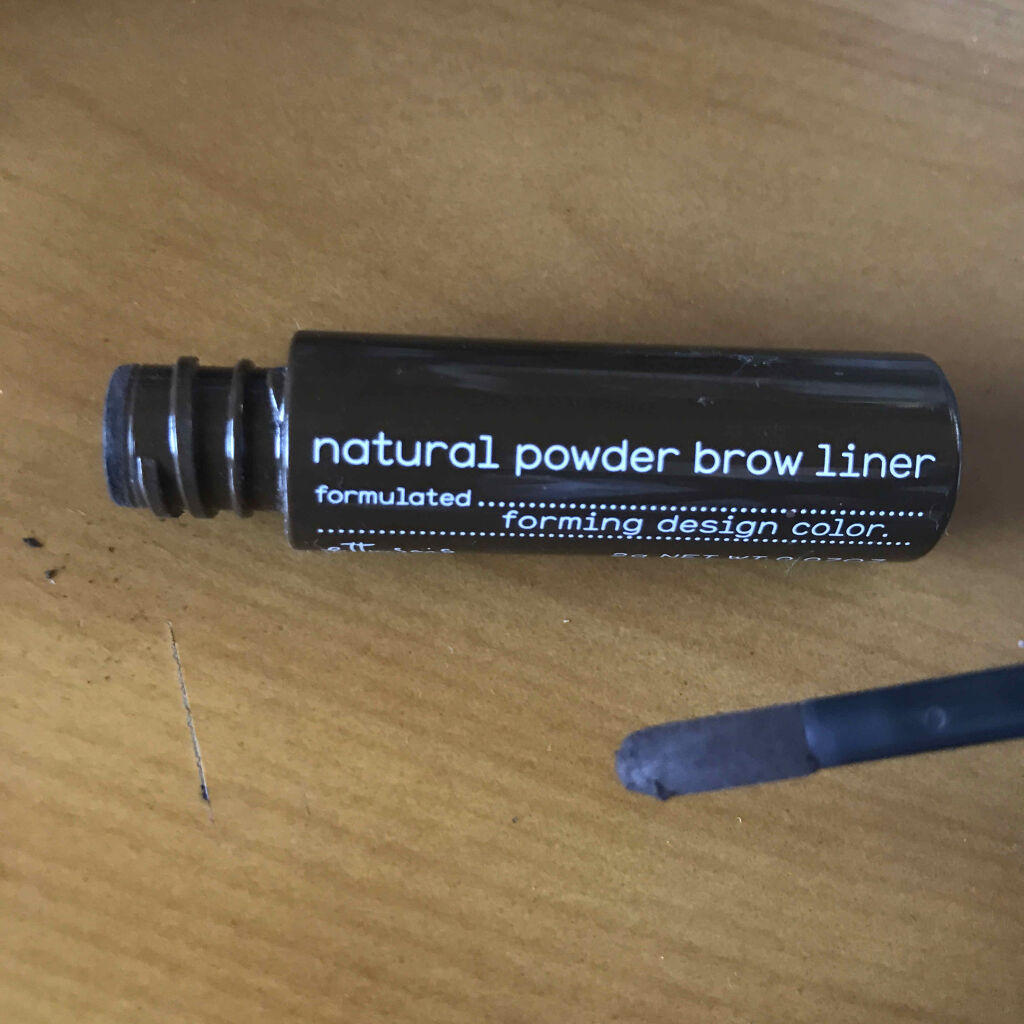 natural powder brow liner
formulated
forming design color.